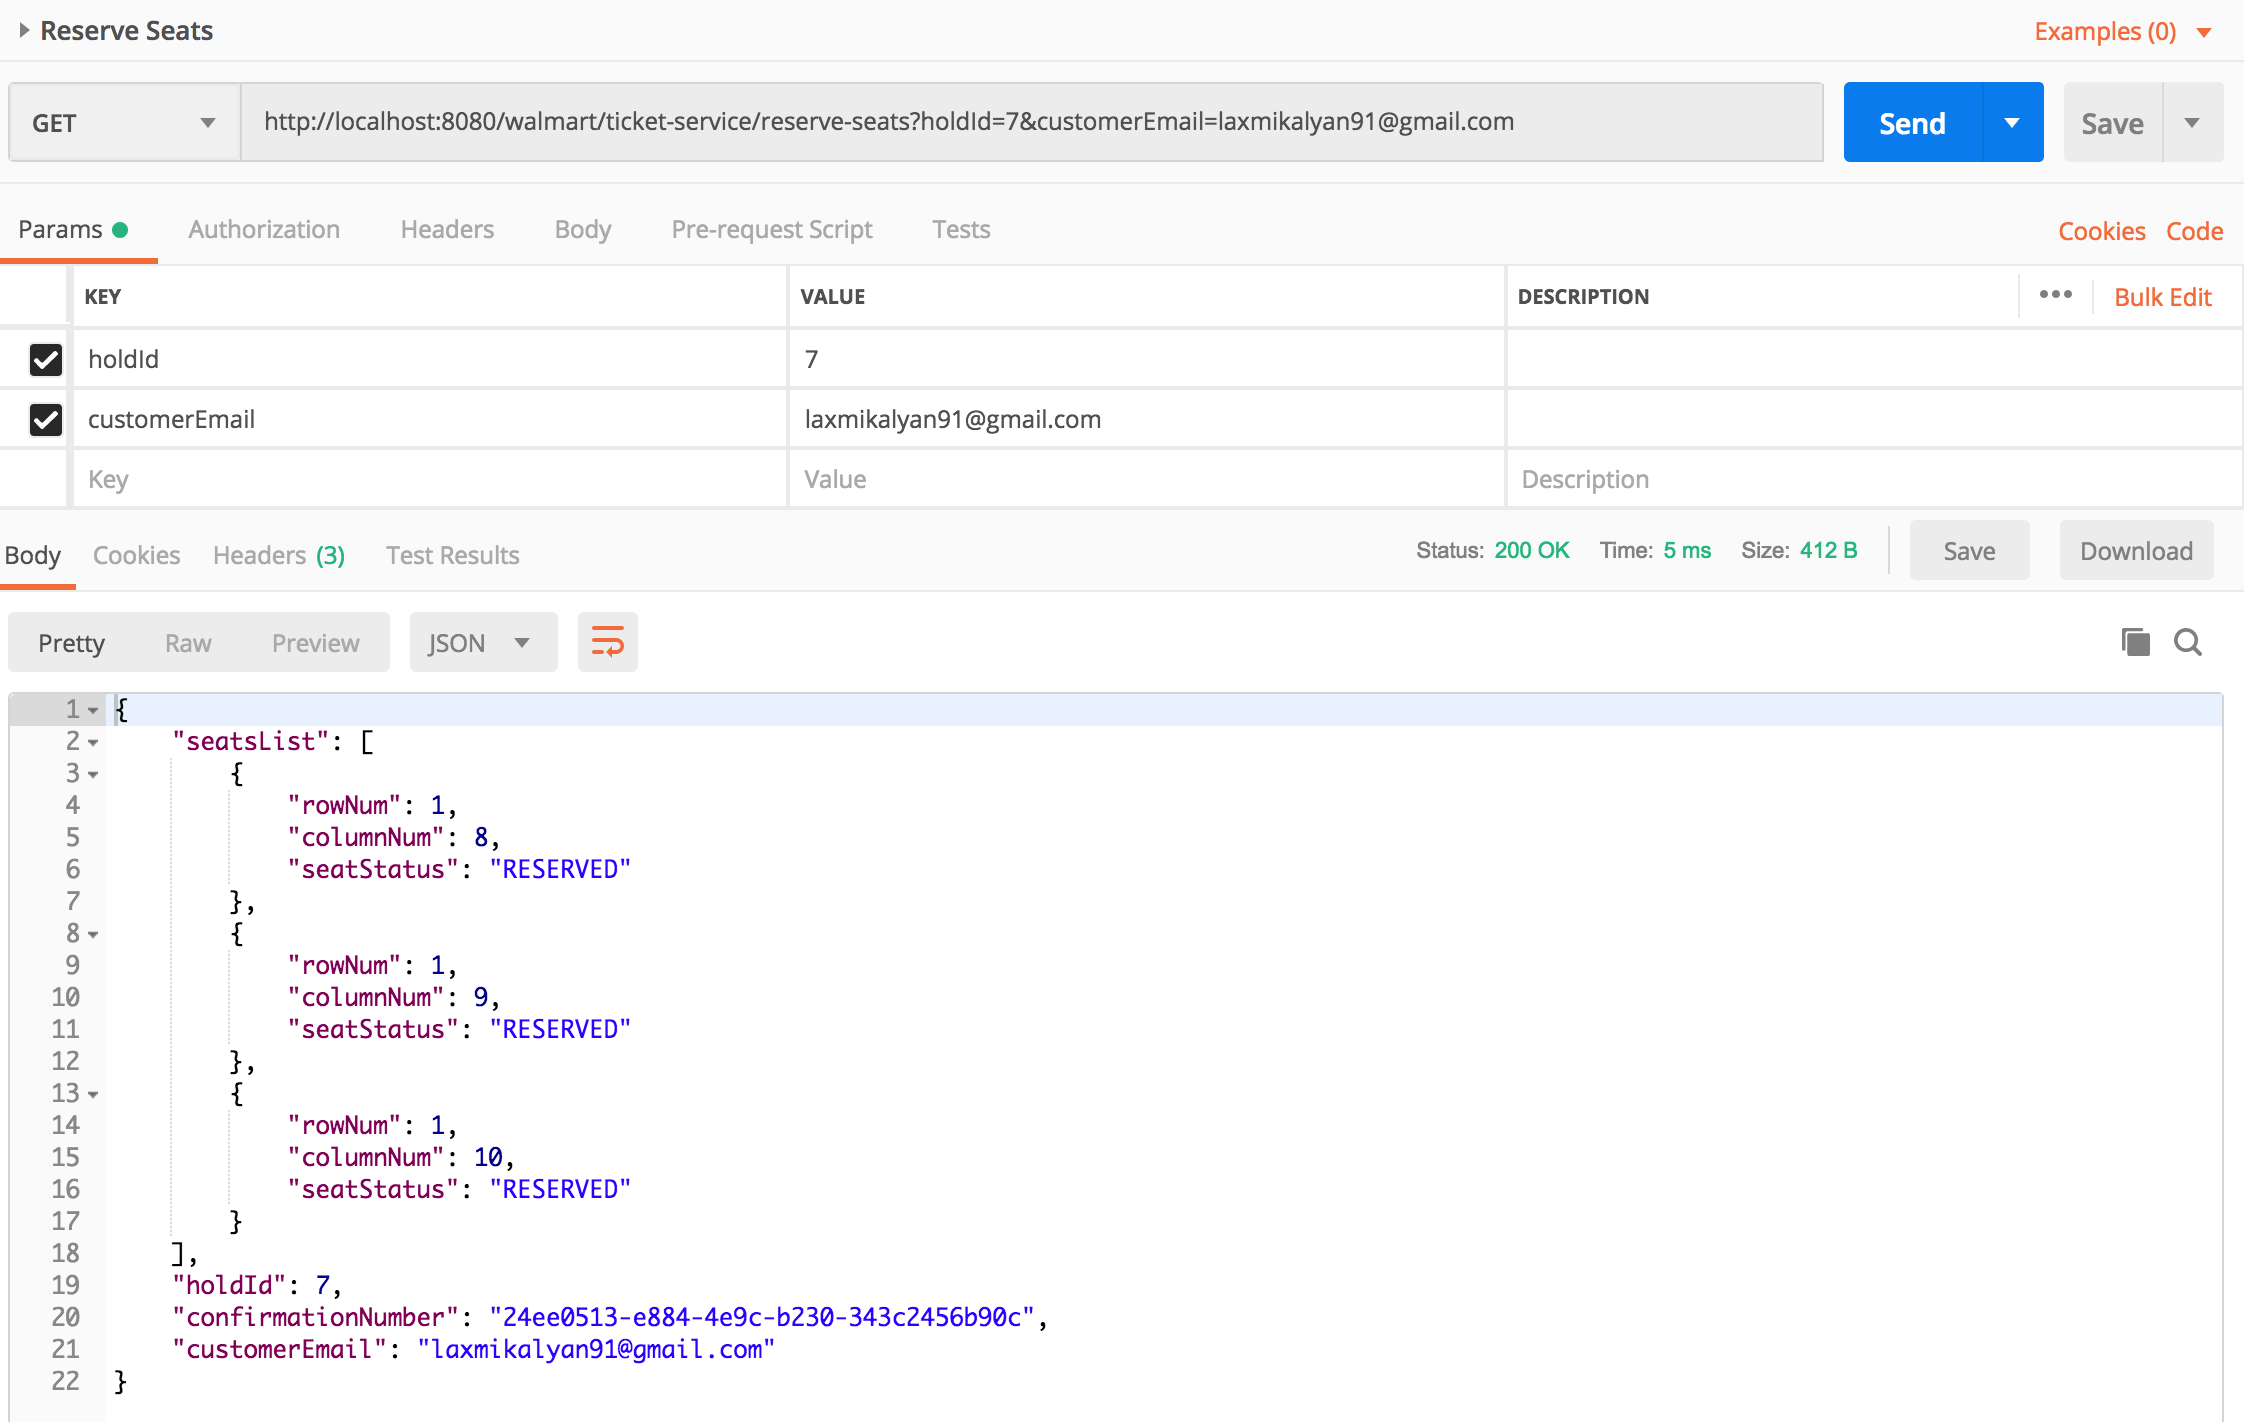 Reserve Seats
Examples (0)
GET
http://localhost:8080/walmart/ticket-service/reserve-seats?holdId=7&customerEmail=laxmikalyan91@gmail.com
Send
Save
Params
Authorization
Headers
Body
Pre-request Script
Tests
Cookies
Code
KEY
VALUE
DESCRIPTION
Bulk Edit
holdId
7
customerEmail
laxmikalyan91@gmail.com
Key
Value
Description
Body
Cookies
Headers (3)
Test Results
Status: 200 OK
Time: 5 ms
Size: 412 B
Save
Download
Pretty
Raw
Preview
JSON
1 {
2 "seatsList": [
3 {
4 "rowNum": 1,
5 "columnNum": 8,
6 "seatStatus": "RESERVED"
7 },
8 {
9 "rowNum": 1,
10 "columnNum": 9,
11 "seatStatus": "RESERVED"
12 },
13 {
14 "rowNum": 1,
15 "columnNum": 10,
16 "seatStatus": "RESERVED"
17 }
18 ],
19 "holdId": 7,
20 "confirmationNumber": "24ee0513-e884-4e9c-b230-343c2456b90c",
21 "customerEmail": "laxmikalyan91@gmail.com"
22 }